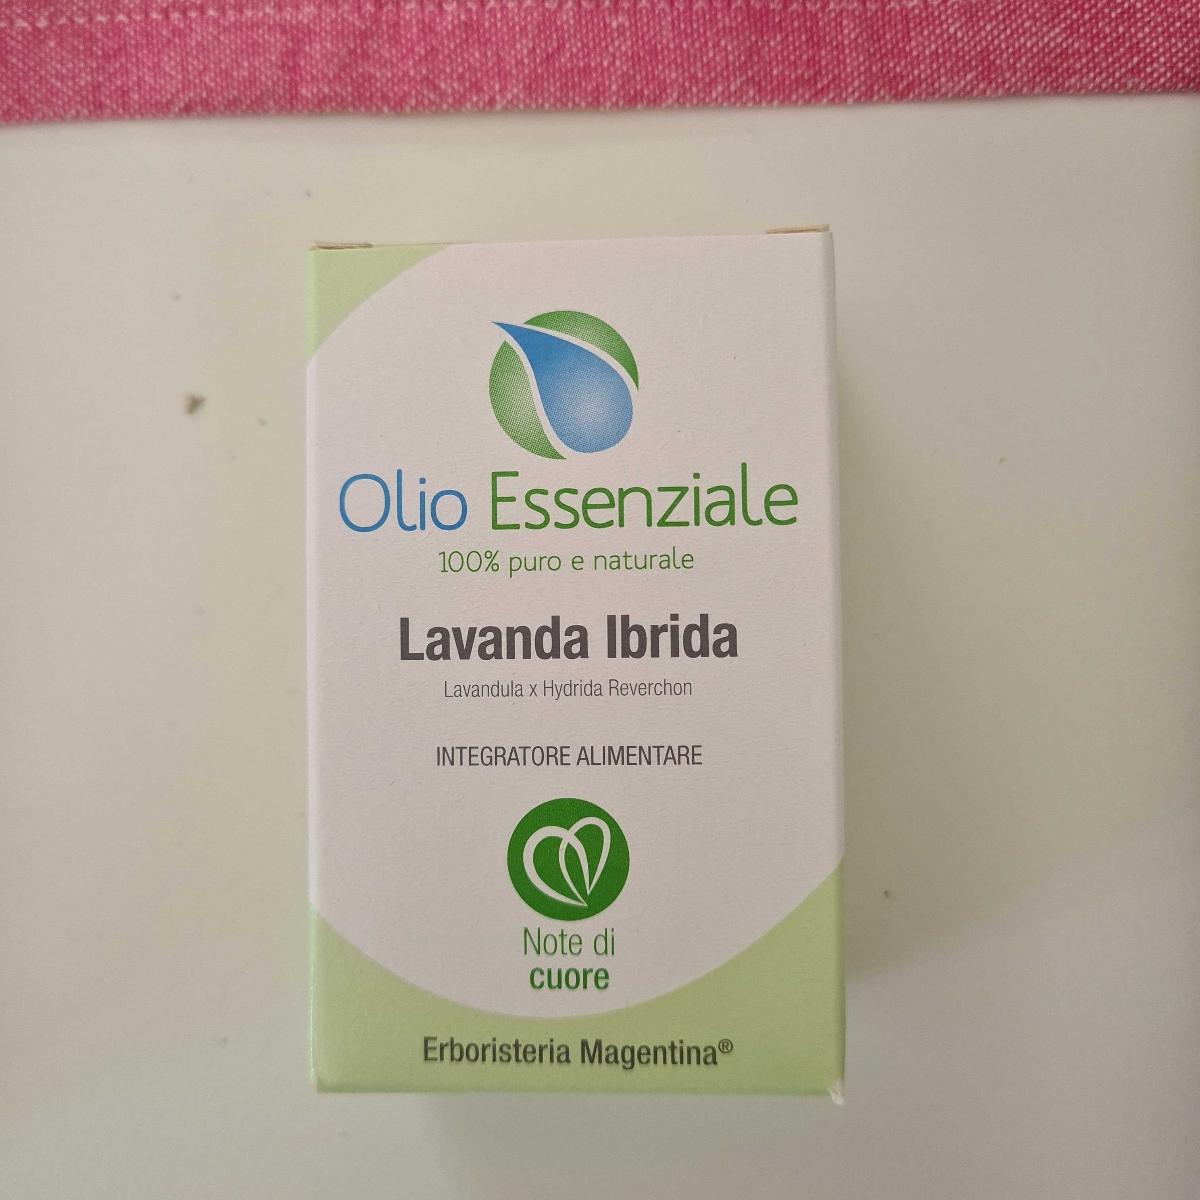 Olio Essenziale
100% puro e naturale
Lavanda Ibrida
Lavandula x Hydrida Reverchon
INTEGRATORE ALIMENTARE
Note di
cuore
Erboristeria Magentina®